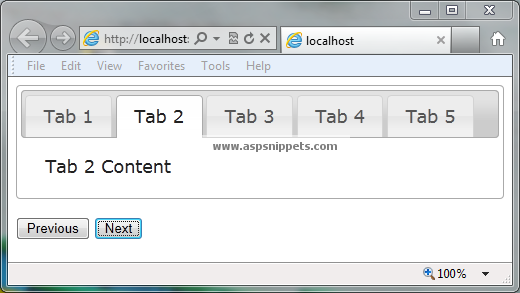 http://localhost:
localhost
File Edit View Favorites Tools Help
Tab 1 Tab 2 Tab 3 Tab 4 Tab 5
www.aspsnippets.com
Tab 2 Content
Previous Next
100%